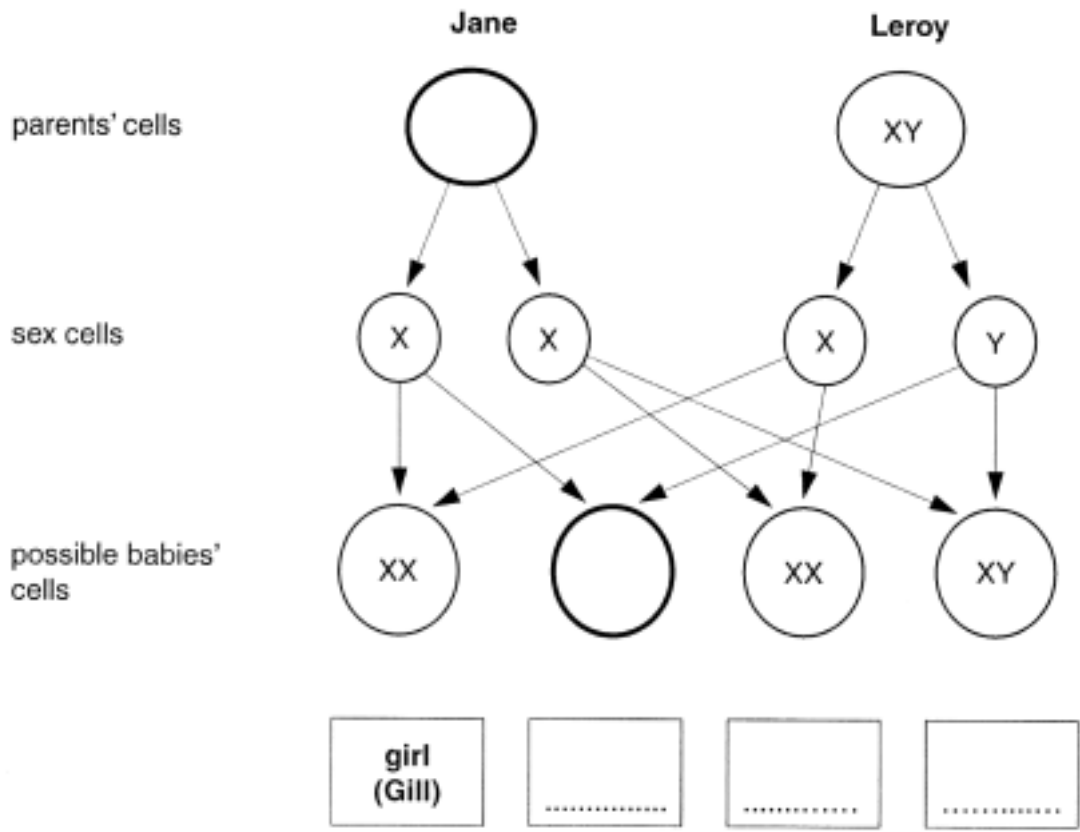 Jane Leroy
parents' cells XY
sex cells X X X Y
possible babies'
cells XX XX XY
girl
(Gill)